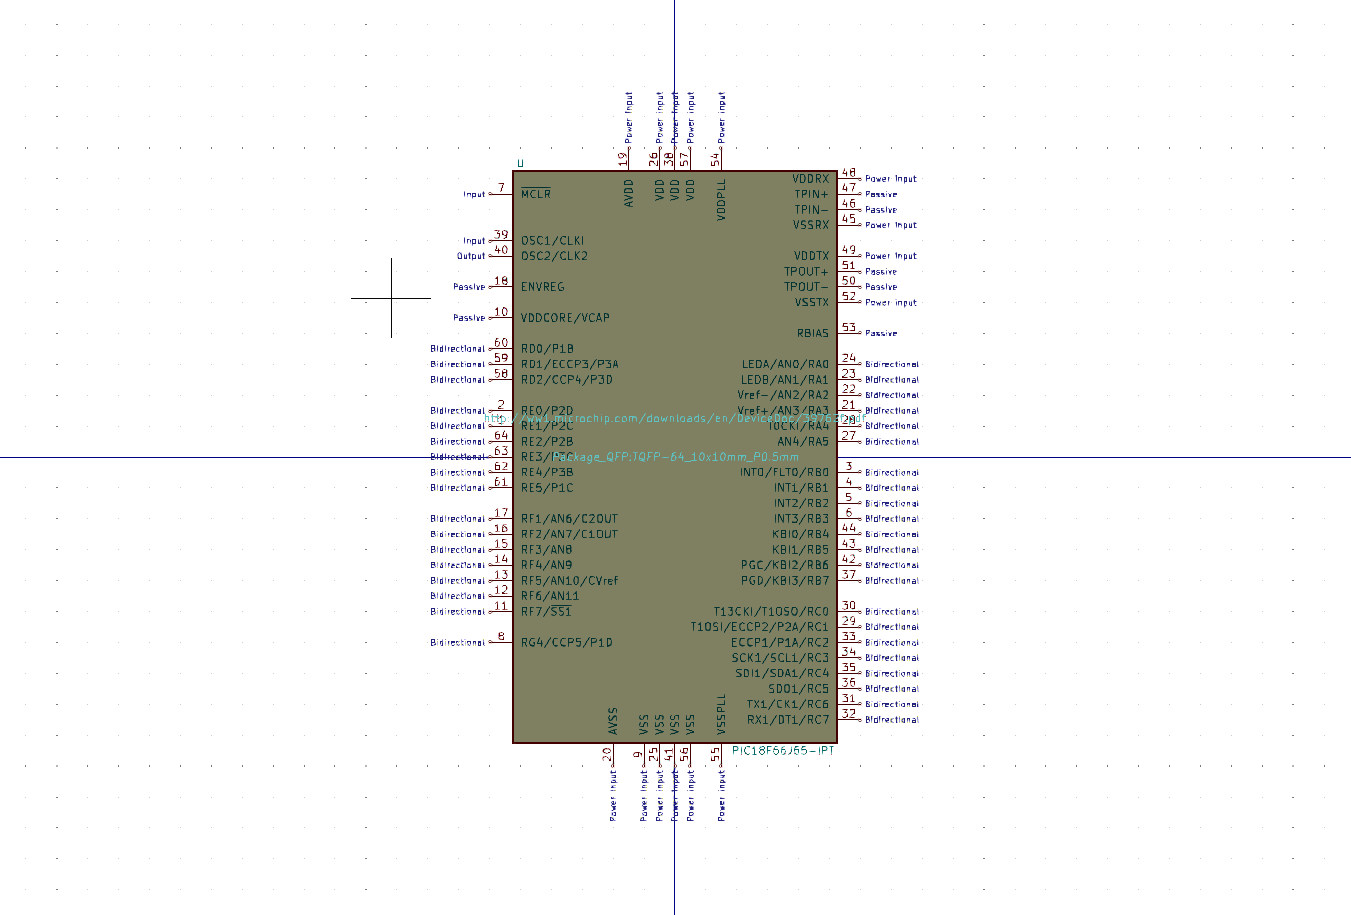 Power Input Power Input Power Input Power Input Power Input
19 26 38 57 54
U
AVDD VDD VDD VDD VDDPLL
Input 7 MCLR
Input 39 OSC1/CLKI
Output 40 OSC2/CLK2
Passive 18 ENVREG
Passive 10 VDDCORE/VCAP
Bidirectional 60 RD0/P1B
Bidirectional 59 RD1/ECCP3/P3A
Bidirectional 58 RD2/CCP4/P3D
Bidirectional 2 RE0/P2D
Bidirectional RE1/P2C
Bidirectional 64 RE2/P2B
Bidirectional 63 RE3/
Bidirectional 62 RE4/P3B
Bidirectional 61 RE5/P1C
Bidirectional 17 RF1/AN6/C2OUT
Bidirectional 16 RF2/AN7/C1OUT
Bidirectional 15 RF3/AN8
Bidirectional 14 RF4/AN9
Bidirectional 13 RF5/AN10/CVref
Bidirectional 12 RF6/AN11
Bidirectional 11 RF7/SS1
Bidirectional 8 RG4/CCP5/P1D
VDDRX 48 Power Input
TPIN+ 47 Passive
TPIN- 46 Passive
VSSRX 45 Power Input
VDDTX 49 Power Input
TPOUT+ 51 Passive
TPOUT- 50 Passive
VSSTX 52 Power Input
RBIAS 53 Passive
LEDA/AN0/RA0 24 Bidirectional
LEDB/AN1/RA1 23 Bidirectional
Vref-/AN2/RA2 22 Bidirectional
Vref+/AN3/RA3 21 Bidirectional
T0CKI/RA4 28 Bidirectional
AN4/RA5 27 Bidirectional
INT0/FLT0/RB0 3 Bidirectional
INT1/RB1 4 Bidirectional
INT2/RB2 5 Bidirectional
INT3/RB3 6 Bidirectional
KBI0/RB4 44 Bidirectional
KBI1/RB5 43 Bidirectional
PGC/KBI2/RB6 42 Bidirectional
PGD/KBI3/RB7 37 Bidirectional
T13CKI/T1OSO/RC0 30 Bidirectional
T1OSI/ECCP2/P2A/RC1 29 Bidirectional
ECCP1/P1A/RC2 33 Bidirectional
SCK1/SCL1/RC3 34 Bidirectional
SDI1/SDA1/RC4 35 Bidirectional
SDO1/RC5 36 Bidirectional
TX1/CK1/RC6 31 Bidirectional
RX1/DT1/RC7 32 Bidirectional
Package_QFP:TQFP-64_10x10mm_P0.5mm
AVSS VSS VSS VSS VSS VSSPLL
PIC18F66J65-IPT
20 9 25 41 56 55
Power Input Power Input Power Input Power Input Power Input Power Input